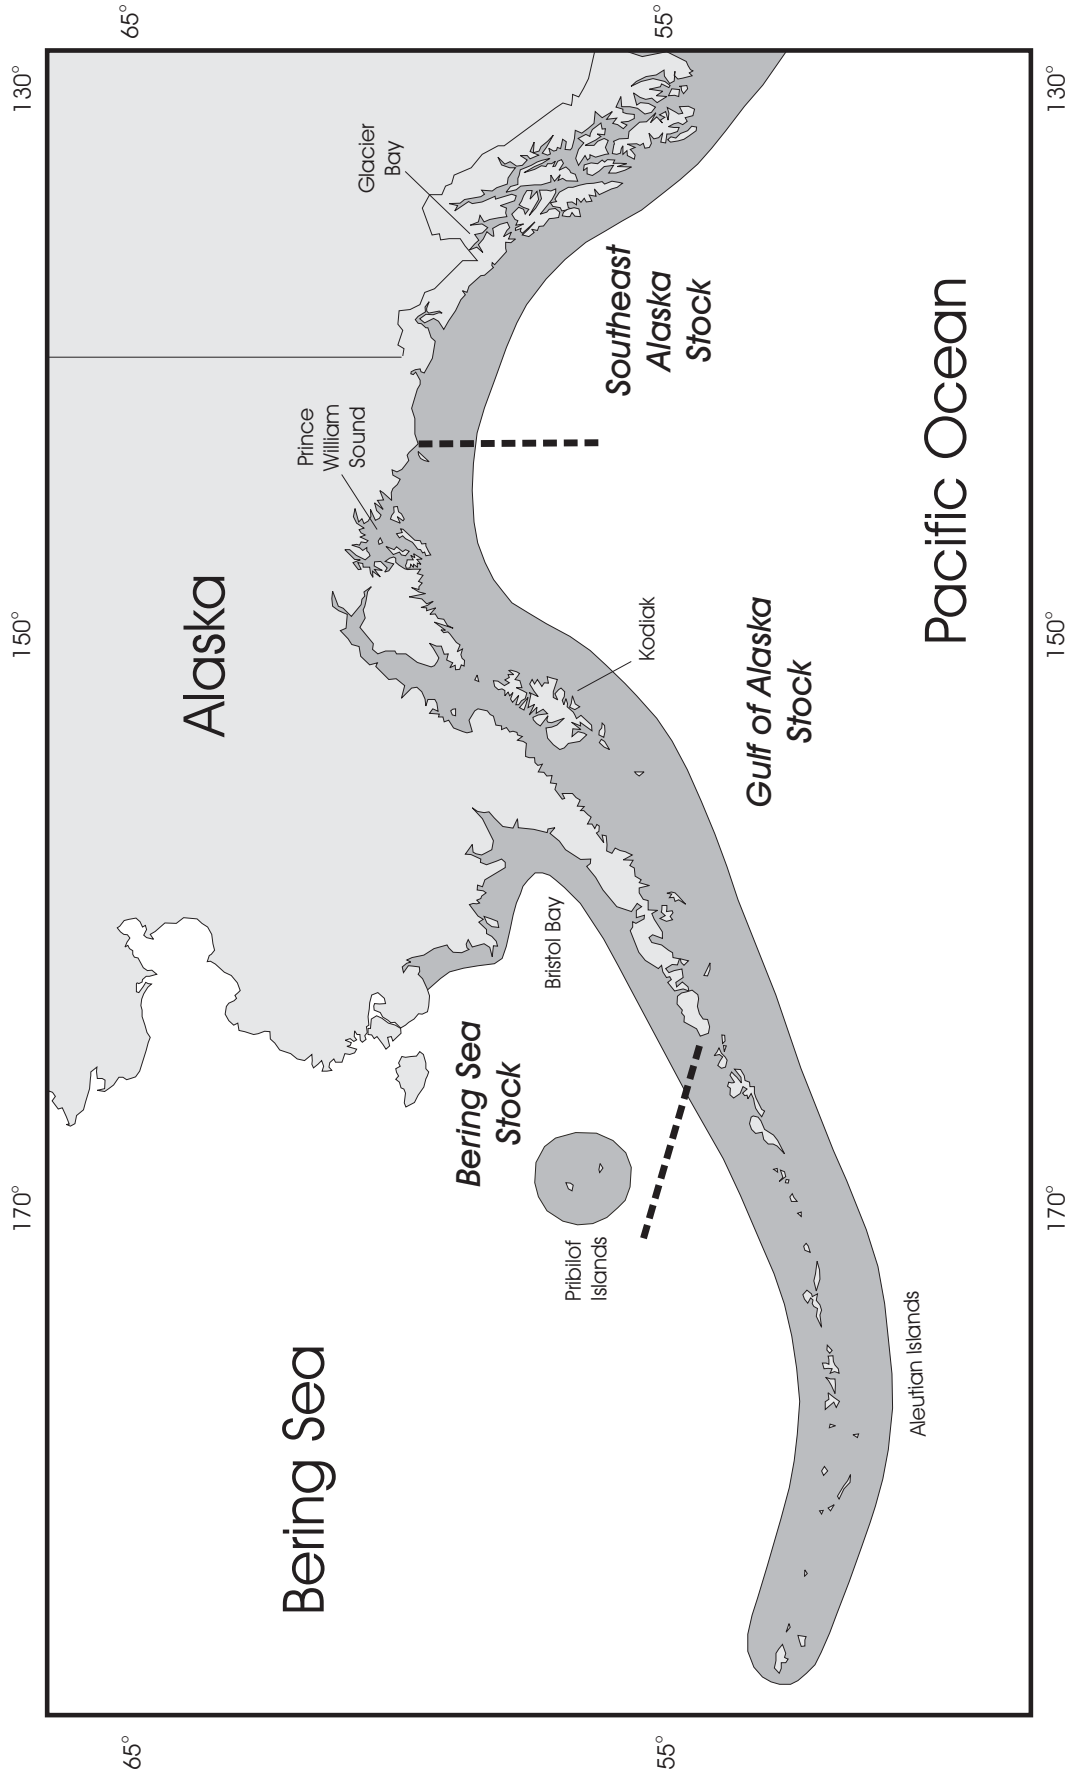 170°
150°
130°
65°
65°
Alaska
Bering Sea
Prince
William
Sound
Glacier
Bay
Bering Sea
Stock
Bristol Bay
Pribilof
Islands
Kodiak
Southeast
Alaska
Stock
55°
55°
Gulf of Alaska
Stock
Aleutian Islands
Pacific Ocean
170°
150°
130°